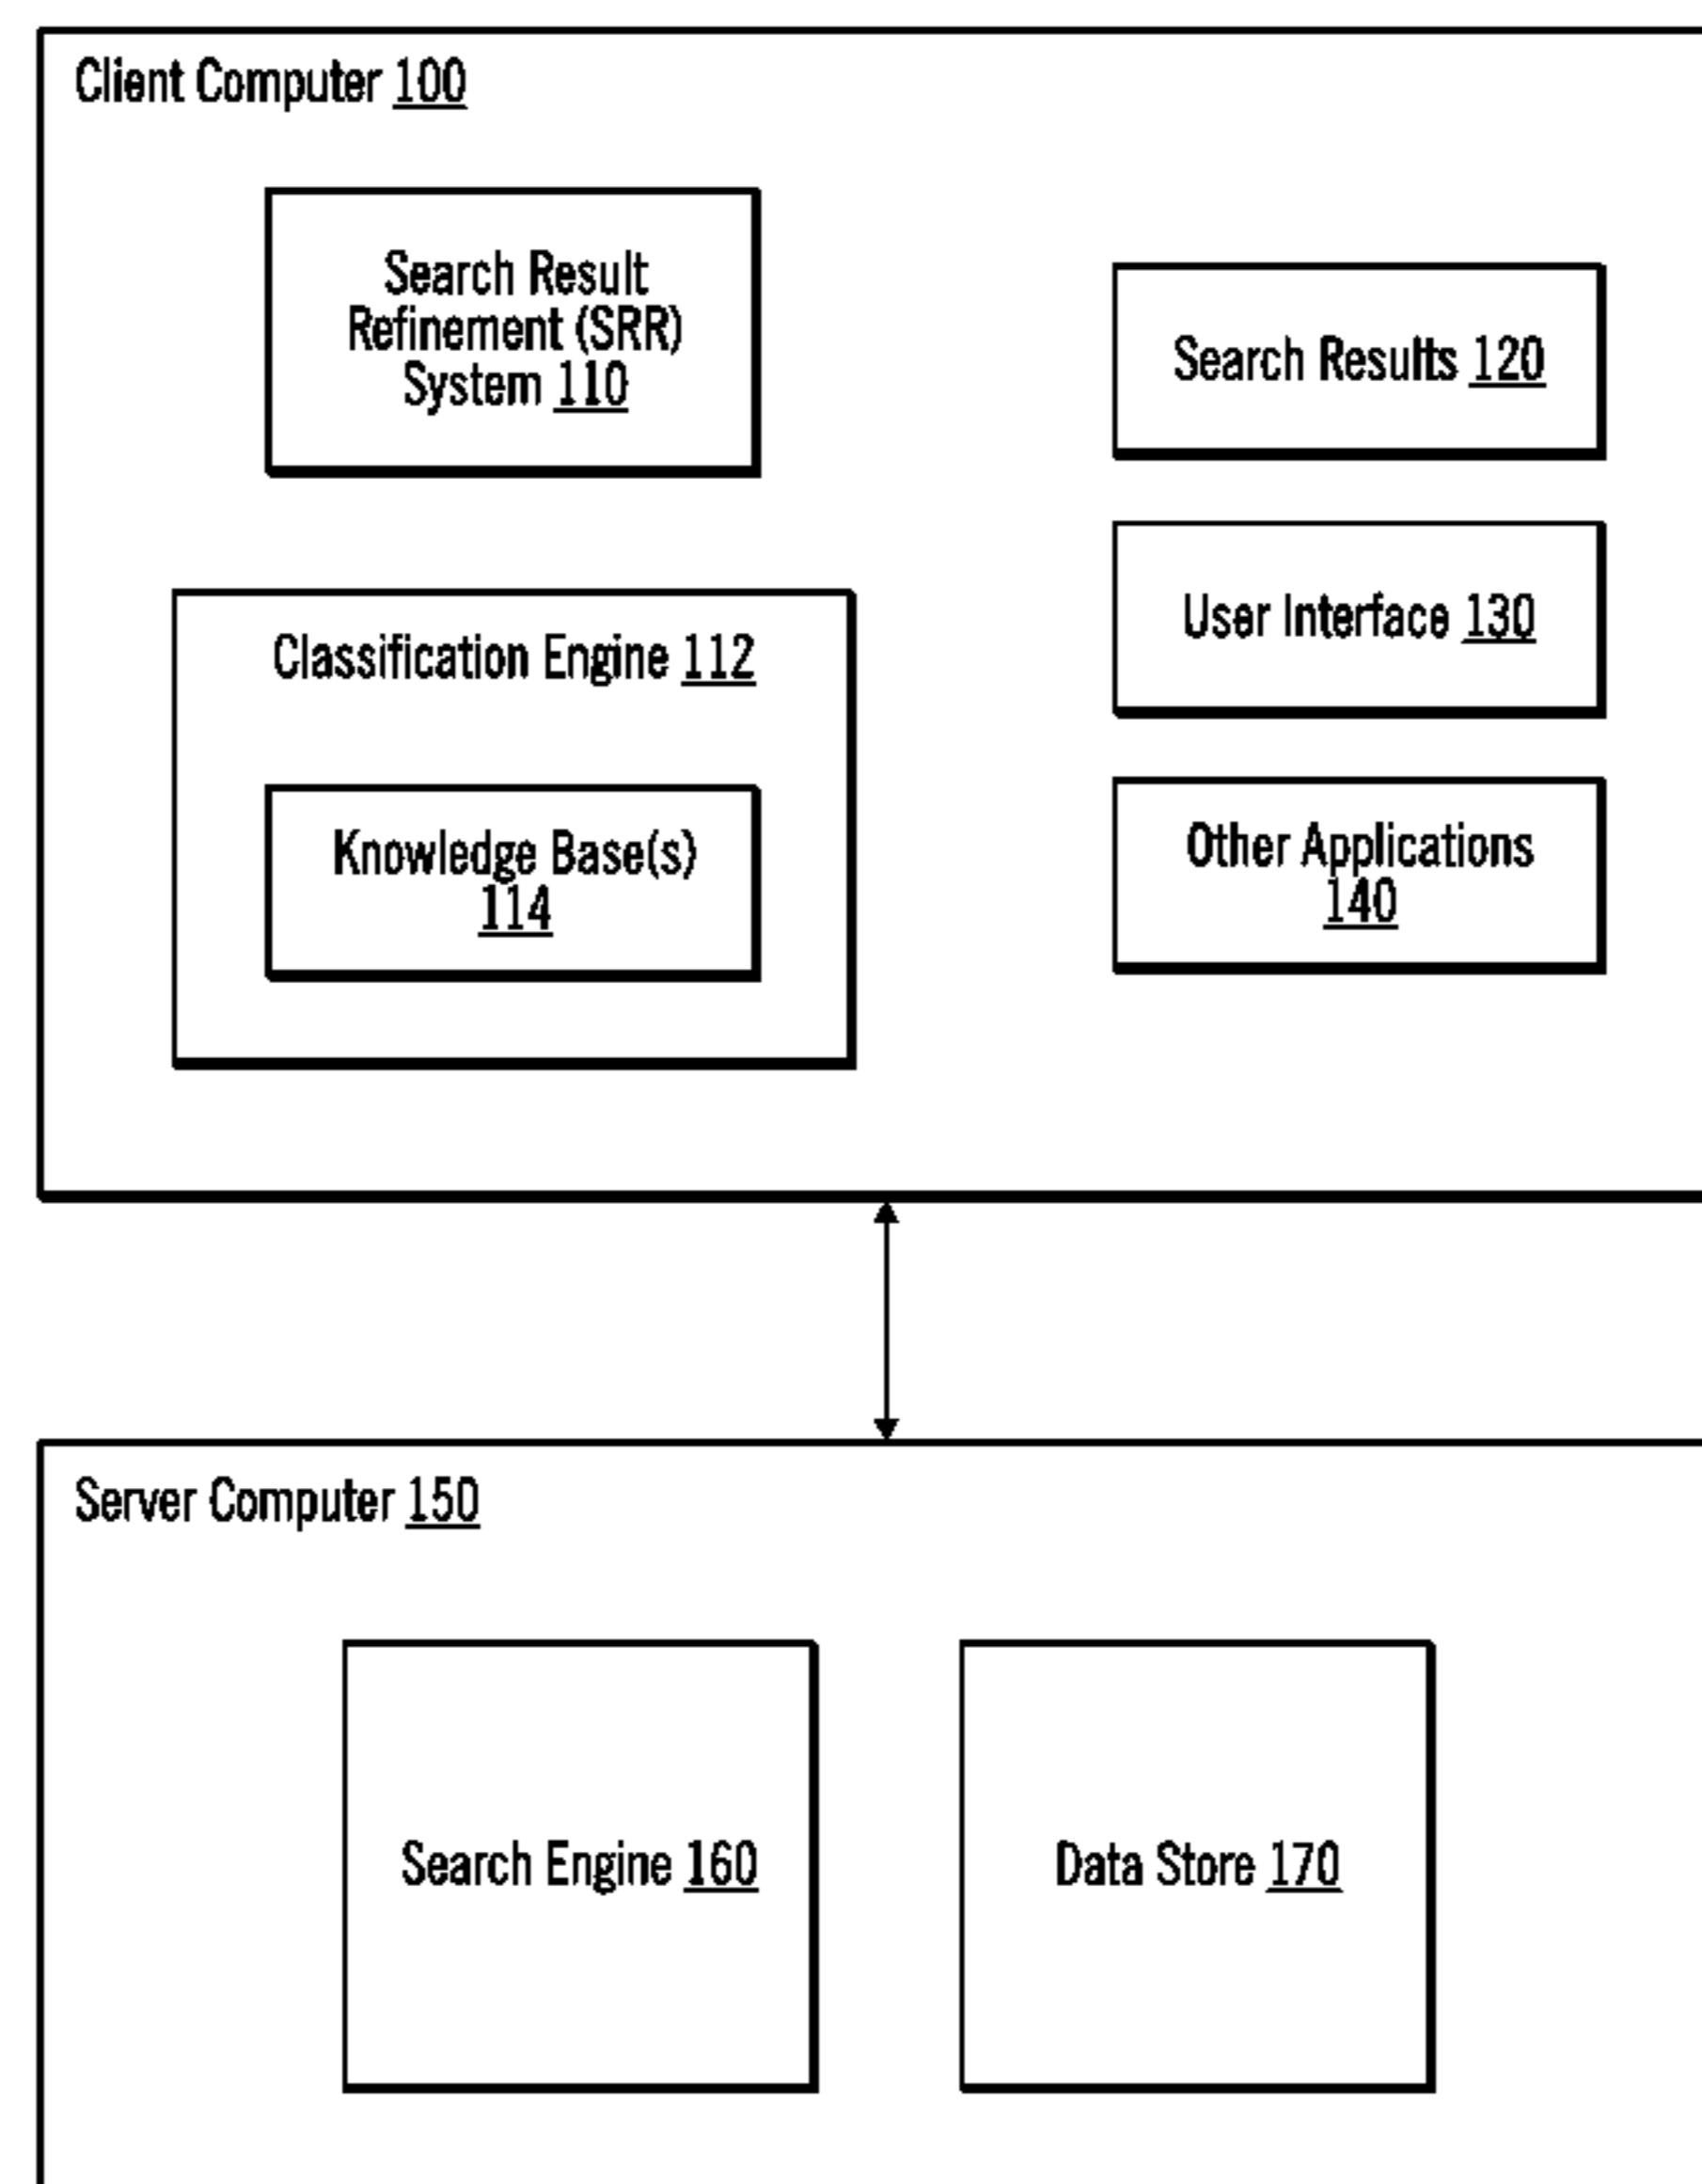 Client Computer 100
Search Result
Refinement (SRR)
System 110
Classification Engine 112
Knowledge Base(s)
114
Search Results 120
User Interface 130
Other Applications
140
Server Computer 150
Search Engine 160
Data Store 170